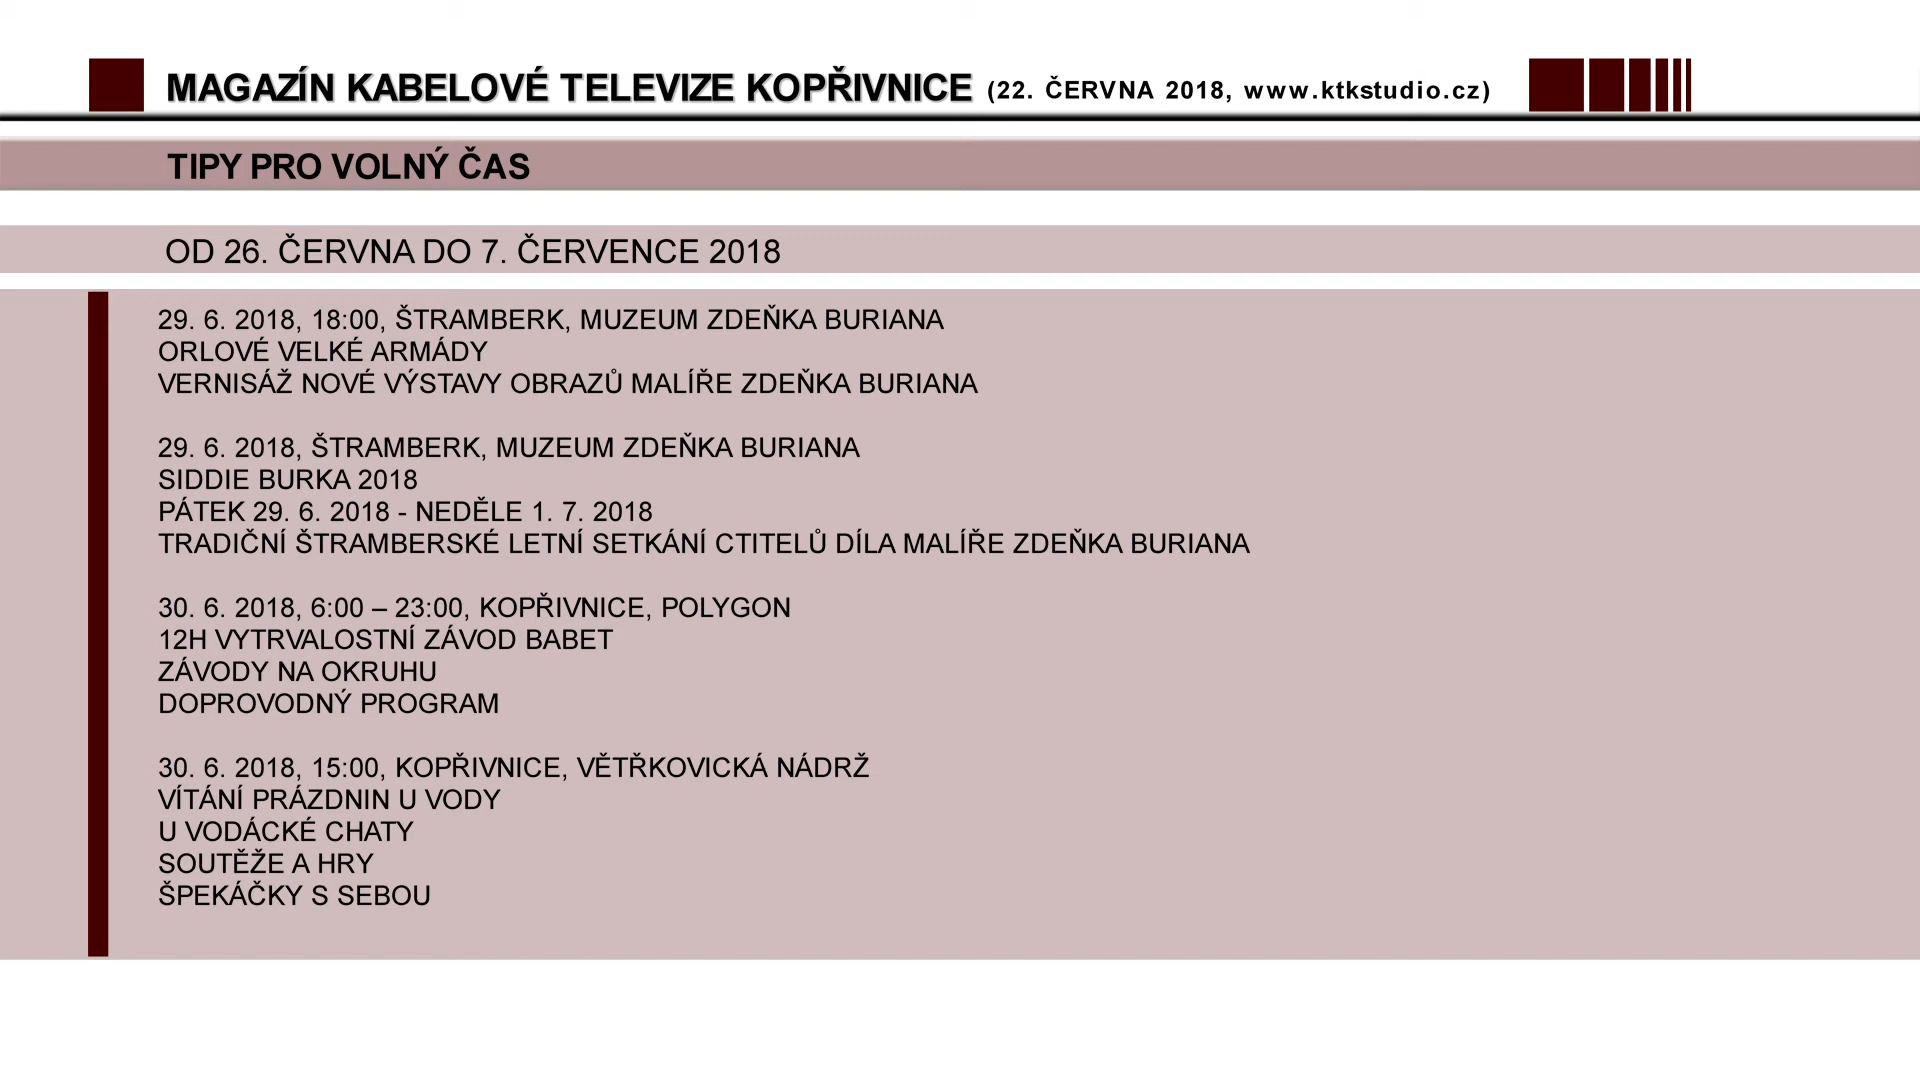 MAGAZÍN KABELOVÉ TELEVIZE KOPŘIVNICE (22. ČERVNA 2018, www.ktkstudio.cz)
TIPY PRO VOLNÝ ČAS
OD 26. ČERVNA DO 7. ČERVENCE 2018
29. 6. 2018, 18:00, ŠTRAMBERK, MUZEUM ZDEŇKA BURIANA
ORLOVÉ VELKÉ ARMÁDY
VERNISÁŽ NOVÉ VÝSTAVY OBRAZŮ MALÍŘE ZDEŇKA BURIANA
29. 6. 2018, ŠTRAMBERK, MUZEUM ZDEŇKA BURIANA
SIDDIE BURKA 2018
PÁTEK 29. 6. 2018 - NEDĚLE 1. 7. 2018
TRADIČNÍ ŠTRAMBERSKÉ LETNÍ SETKÁNÍ CTITELŮ DÍLA MALÍŘE ZDEŇKA BURIANA
30. 6. 2018, 6:00 – 23:00, KOPŘIVNICE, POLYGON
12H VYTRVALOSTNÍ ZÁVOD BABET
ZÁVODY NA OKRUHU
DOPROVODNÝ PROGRAM
30. 6. 2018, 15:00, KOPŘIVNICE, VĚTŘKOVICKÁ NÁDRŽ
VÍTÁNÍ PRÁZDNIN U VODY
U VODÁCKÉ CHATY
SOUTĚŽE A HRY
ŠPEKÁČKY S SEBOU